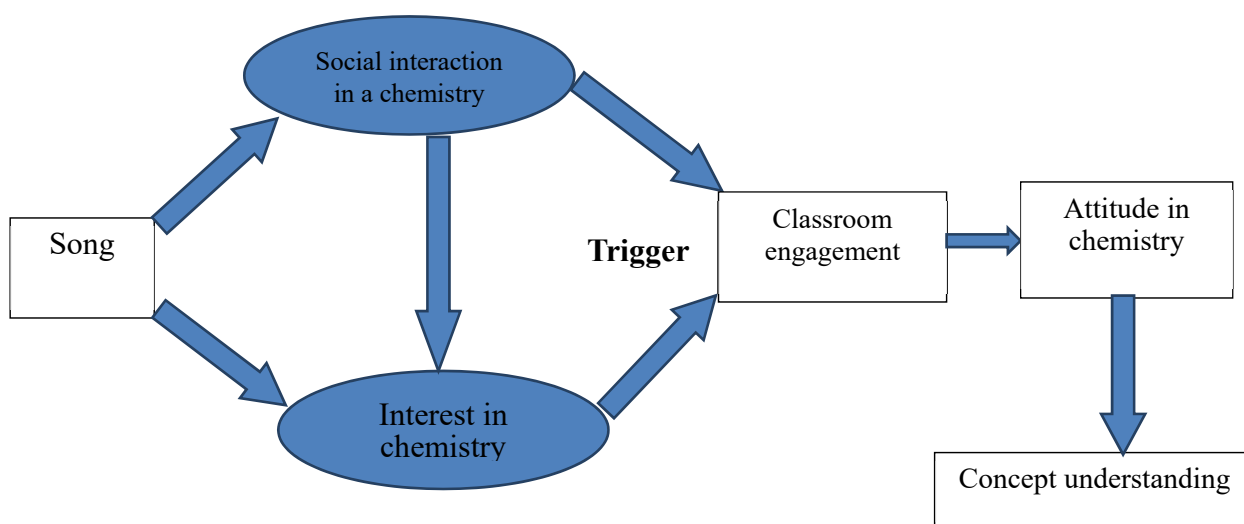 Social interaction
in a chemistry
Song
Trigger
Classroom
engagement
Attitude in
chemistry
Interest in
chemistry
Concept understanding